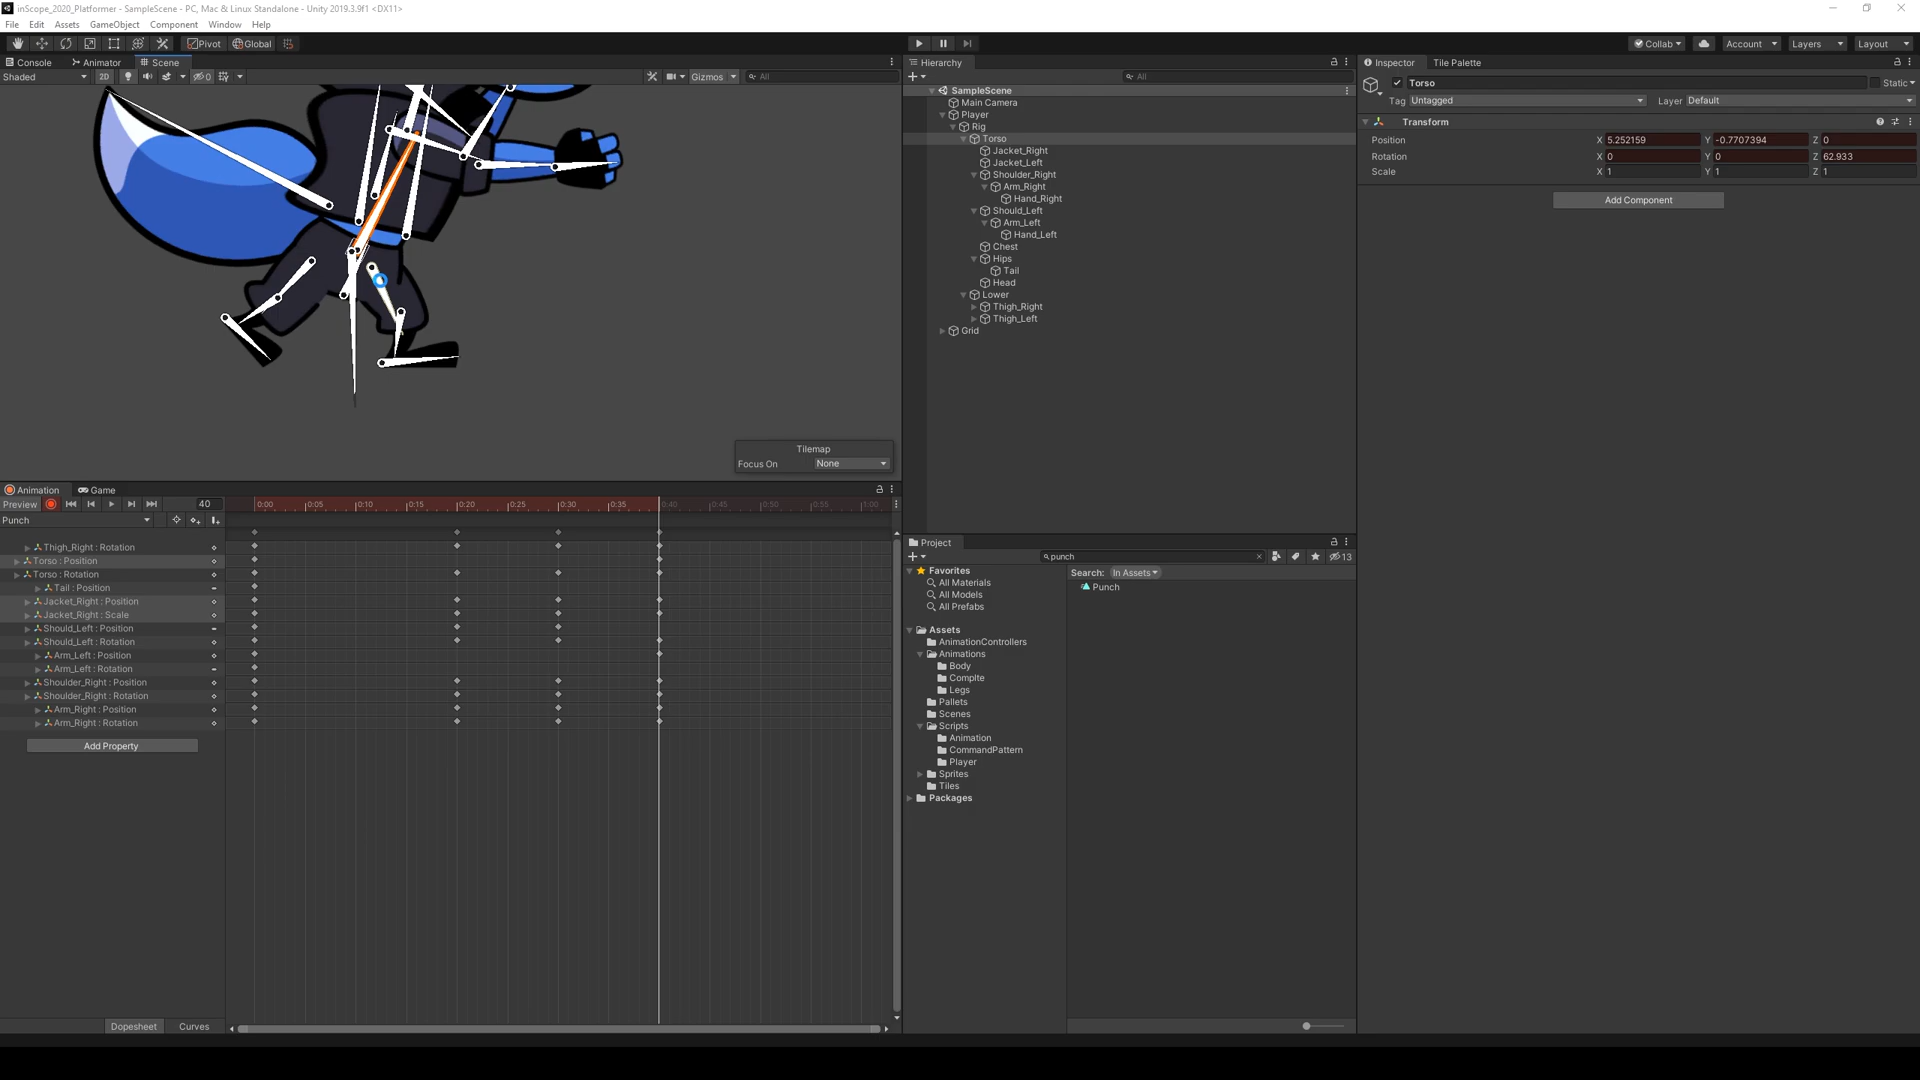 inScope_2020_Platformer - SampleScene - PC, Mac & Linux Standalone - Unity 2019.3.9f1 <DX11>
File Edit Assets GameObject Component Window Help
Pivot Global
Collab Account Layers Layout
Console Animator Scene
Shaded 2D 0 Gizmos All
Tilemap
Focus On None
Animation Game
Preview 40 0:00 0:05 0:10 0:15 0:20 0:25 0:30 0:35 0:40 0:45 0:50 0:55 1:00
Punch
Thigh_Right : Rotation
Torso : Position
Torso : Rotation
Tail : Position
Jacket_Right : Position
Jacket_Right : Scale
Should_Left : Position
Should_Left : Rotation
Arm_Left : Position
Arm_Left : Rotation
Shoulder_Right : Position
Shoulder_Right : Rotation
Arm_Right : Position
Arm_Right : Rotation
Add Property
Dopesheet Curves
Hierarchy
All
SampleScene
Main Camera
Player
Rig
Torso
Jacket_Right
Jacket_Left
Shoulder_Right
Arm_Right
Hand_Right
Should_Left
Arm_Left
Hand_Left
Chest
Hips
Tail
Head
Lower
Thigh_Right
Thigh_Left
Grid
Project
punch 13
Favorites
All Materials
All Models
All Prefabs
Assets
AnimationControllers
Animations
Body
Complte
Legs
Pallets
Scenes
Scripts
Animation
CommandPattern
Player
Sprites
Tiles
Packages
Search: In Assets
Punch
Inspector Tile Palette
Torso Static
Tag Untagged Layer Default
Transform
Position X 5.252159 Y -0.7707394 Z 0
Rotation X 0 Y 0 Z 62.933
Scale X 1 Y 1 Z 1
Add Component